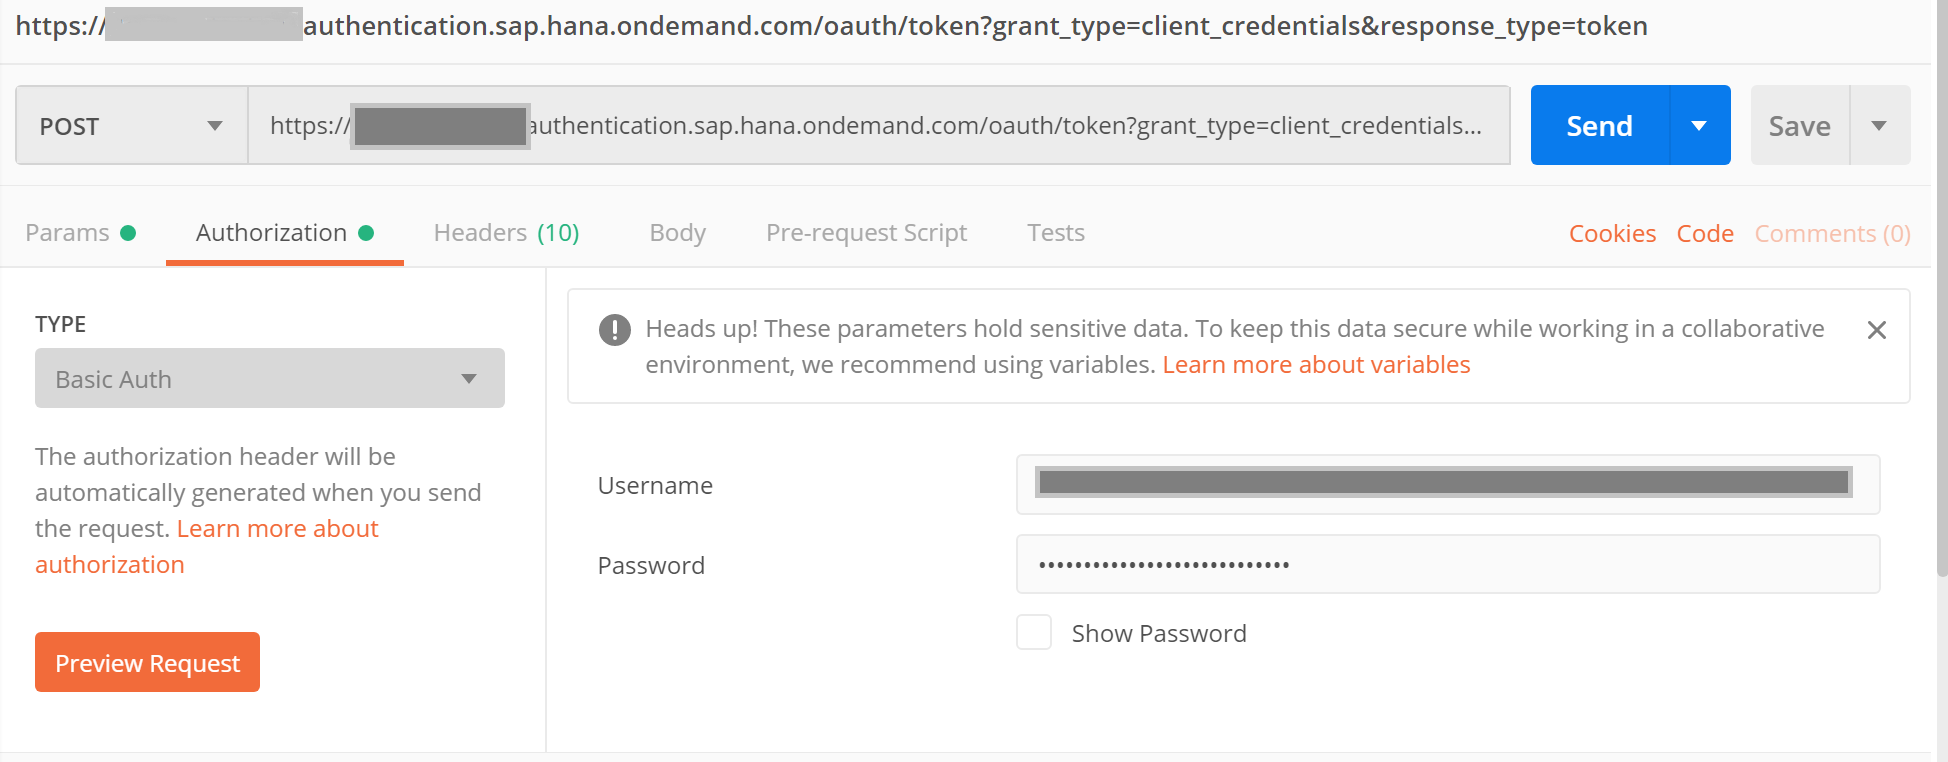 https:// authentication.sap.hana.ondemand.com/oauth/token?grant_type=client_credentials&response_type=token
POST https:// authentication.sap.hana.ondemand.com/oauth/token?grant_type=client_credentials... Send Save
Params Authorization Headers (10) Body Pre-request Script Tests Cookies Code Comments (0)
TYPE
Basic Auth
The authorization header will be
automatically generated when you send
the request. Learn more about
authorization
Preview Request
Heads up! These parameters hold sensitive data. To keep this data secure while working in a collaborative
environment, we recommend using variables. Learn more about variables
Username
Password ••••••••••••••••••••••••••••
Show Password